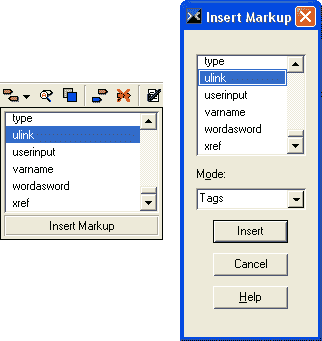 type
ulink
userinput
varname
wordasword
xref
Insert Markup
Insert Markup
type
ulink
userinput
varname
wordasword
xref
Mode:
Tags
Insert
Cancel
Help